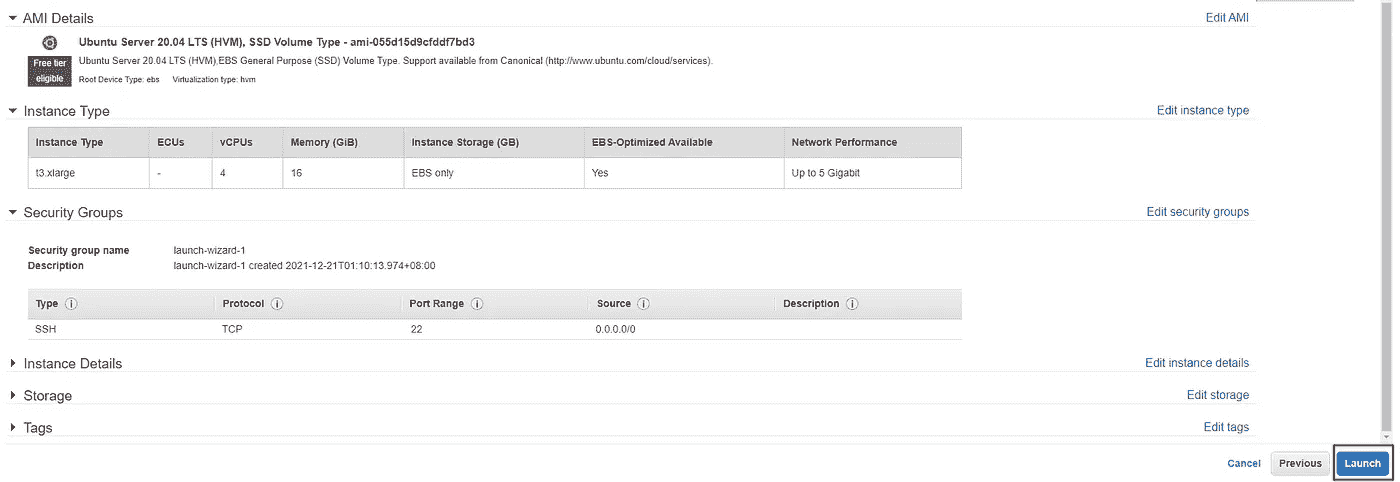 AMI Details Edit AMI
Ubuntu Server 20.04 LTS (HVM), SSD Volume Type - ami-055d15d9cfddf7bd3
Free tier eligible
Ubuntu Server 20.04 LTS (HVM),EBS General Purpose (SSD) Volume Type. Support available from Canonical (http://www.ubuntu.com/cloud/services).
Root Device Type: ebs Virtualization type: hvm
Instance Type Edit instance type
Instance Type ECUs vCPUs Memory (GiB) Instance Storage (GB) EBS-Optimized Available Network Performance
t3.xlarge - 4 16 EBS only Yes Up to 5 Gigabit
Security Groups Edit security groups
Security group name launch-wizard-1
Description launch-wizard-1 created 2021-12-21T01:10:13.974+08:00
Type Protocol Port Range Source Description
SSH TCP 22 0.0.0.0/0
Instance Details Edit instance details
Storage Edit storage
Tags Edit tags
Cancel Previous Launch